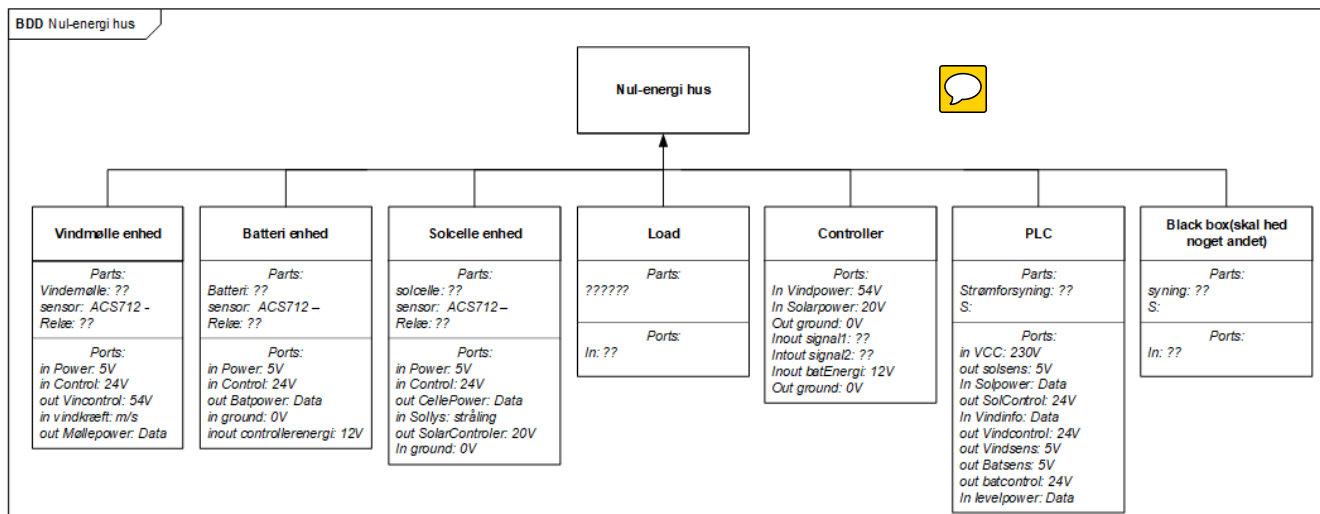 BDD Nul-energi hus
Nul-energi hus
Vindmølle enhed
Parts:
Vindemølle: ??
sensor: ACS712 -
Relæ: ??
Ports:
in Power: 5V
in Control: 24V
out Vincontrol: 54V
in vindkræft: m/s
out Møllepower: Data
Batteri enhed
Parts:
Batteri: ??
sensor: ACS712 –
Relæ: ??
Ports:
in Power: 5V
in Control: 24V
out Batpower: Data
in ground: 0V
inout controllerenergi: 12V
Solcelle enhed
Parts:
solcelle: ??
sensor: ACS712 –
Relæ: ??
Ports:
in Power: 5V
in Control: 24V
out CellePower: Data
in Sollys: stråling
out SolarControler: 20V
In ground: 0V
Load
Parts:
??????
Ports:
In: ??
Controller
Ports:
In Vindpower: 54V
In Solarpower: 20V
Out ground: 0V
Inout signal1: ??
Intout signal2: ??
Inout batEnergi: 12V
Out ground: 0V
PLC
Parts:
Strømforsyning: ??
S:
Ports:
in VCC: 230V
out solsens: 5V
In Solpower: Data
out SolControl: 24V
In Vindinfo: Data
out Vindcontrol: 24V
out Vindsens: 5V
out Batsens: 5V
out batcontrol: 24V
In levelpower: Data
Black box(skal hed
noget andet)
Parts:
syning: ??
S:
Ports:
In: ??